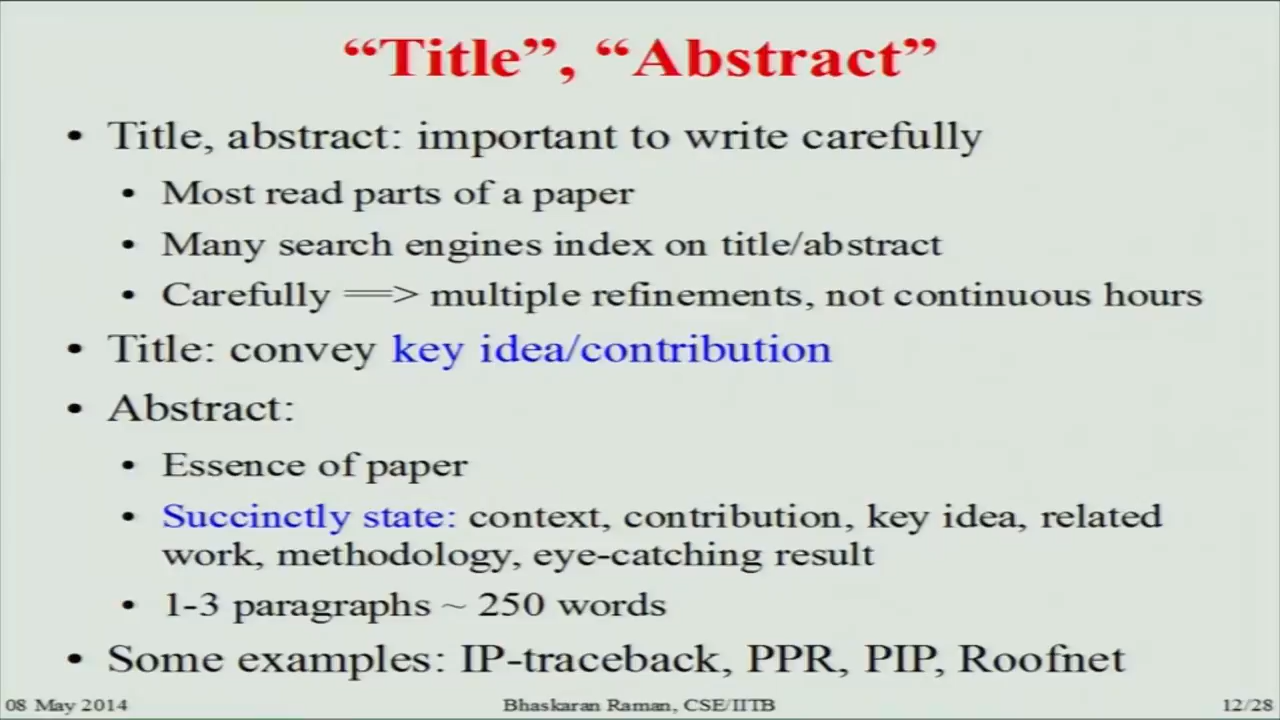 “Title”, “Abstract”
• Title, abstract: important to write carefully
• Most read parts of a paper
• Many search engines index on title/abstract
• Carefully ==> multiple refinements, not continuous hours
• Title: convey key idea/contribution
• Abstract:
• Essence of paper
• Succinctly state: context, contribution, key idea, related
work, methodology, eye-catching result
• 1-3 paragraphs ~ 250 words
• Some examples: IP-traceback, PPR, PIP, Roofnet
08 May 2014 Bhaskaran Raman, CSE/IITB 12/28